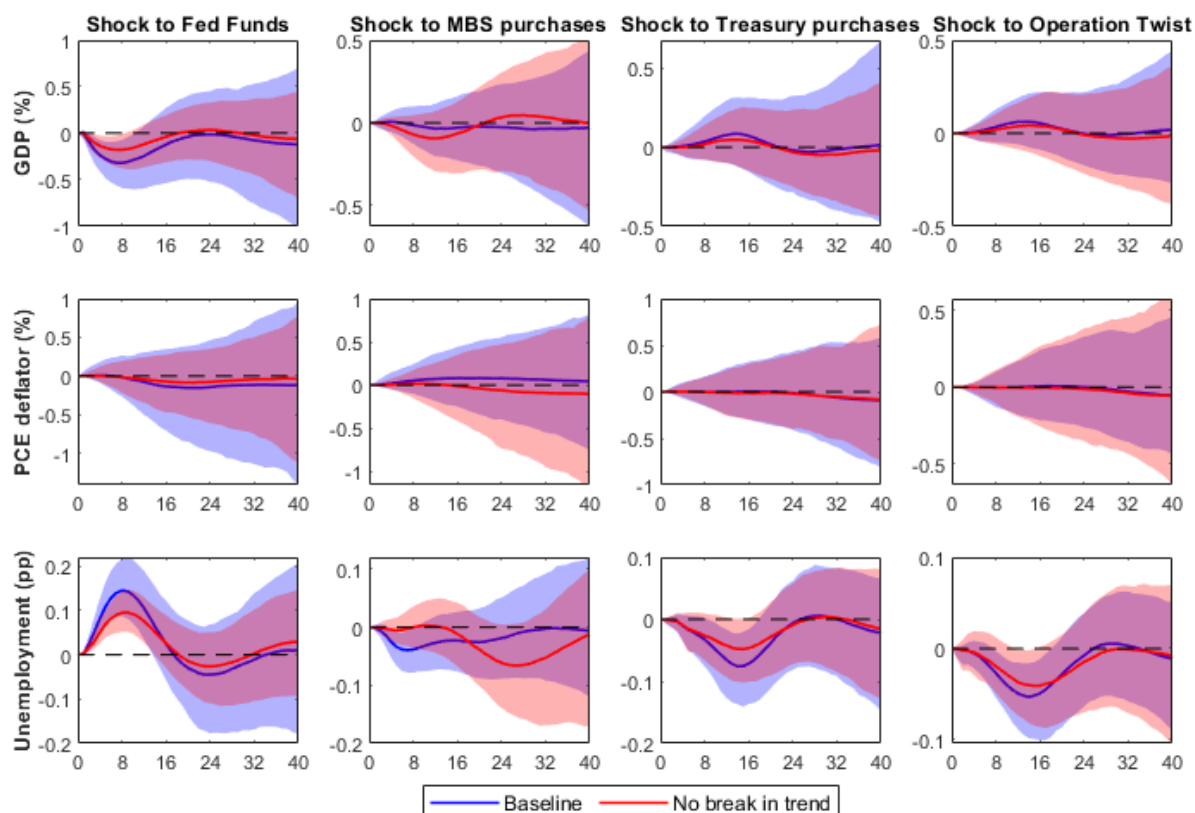 Shock to Fed Funds Shock to MBS purchases Shock to Treasury purchases Shock to Operation Twist
GDP (%)
1 0.5 0 -0.5 -1
0 8 16 24 32 40
0.5 0 -0.5
0 8 16 24 32 40
0.5 0 -0.5
0 8 16 24 32 40
0.5 0 -0.5
0 8 16 24 32 40
PCE deflator (%)
1 0.5 0 -0.5 -1
0 8 16 24 32 40
1 0.5 0 -0.5 -1
0 8 16 24 32 40
1 0.5 0 -0.5 -1
0 8 16 24 32 40
0.5 0 -0.5
0 8 16 24 32 40
Unemployment (pp)
0.2 0.1 0 -0.1 -0.2
0 8 16 24 32 40
0.1 0 -0.1 -0.2
0 8 16 24 32 40
0.1 0 -0.1 -0.2
0 8 16 24 32 40
0.1 0 -0.1
0 8 16 24 32 40
Baseline No break in trend